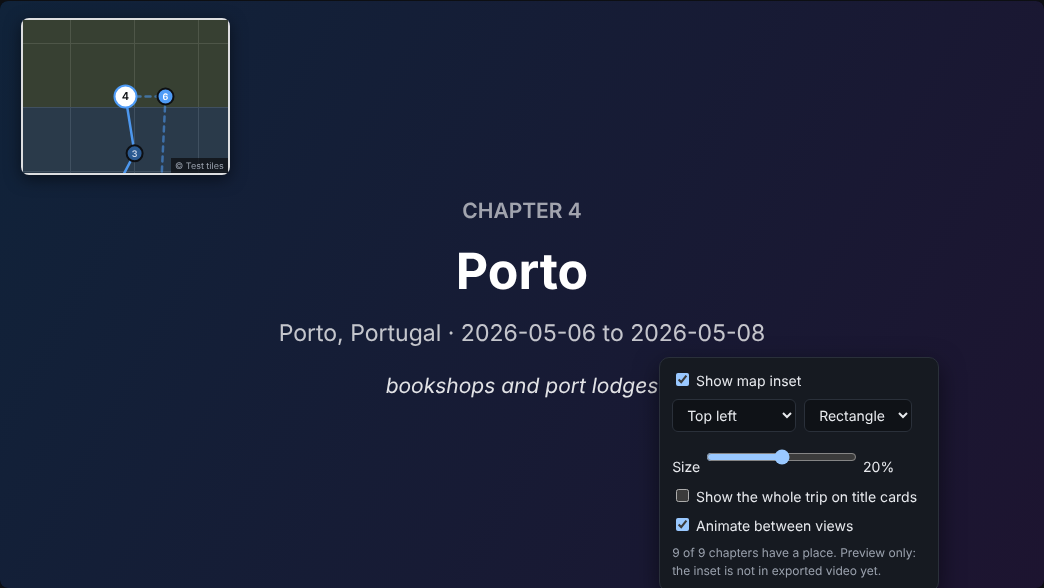 4
6
3
© Test tiles
CHAPTER 4
Porto
Porto, Portugal · 2026-05-06 to 2026-05-08
bookshops and port lodges
Show map inset
Top left
Rectangle
Size
20%
Show the whole trip on title cards
Animate between views
9 of 9 chapters have a place. Preview only:
the inset is not in exported video yet.